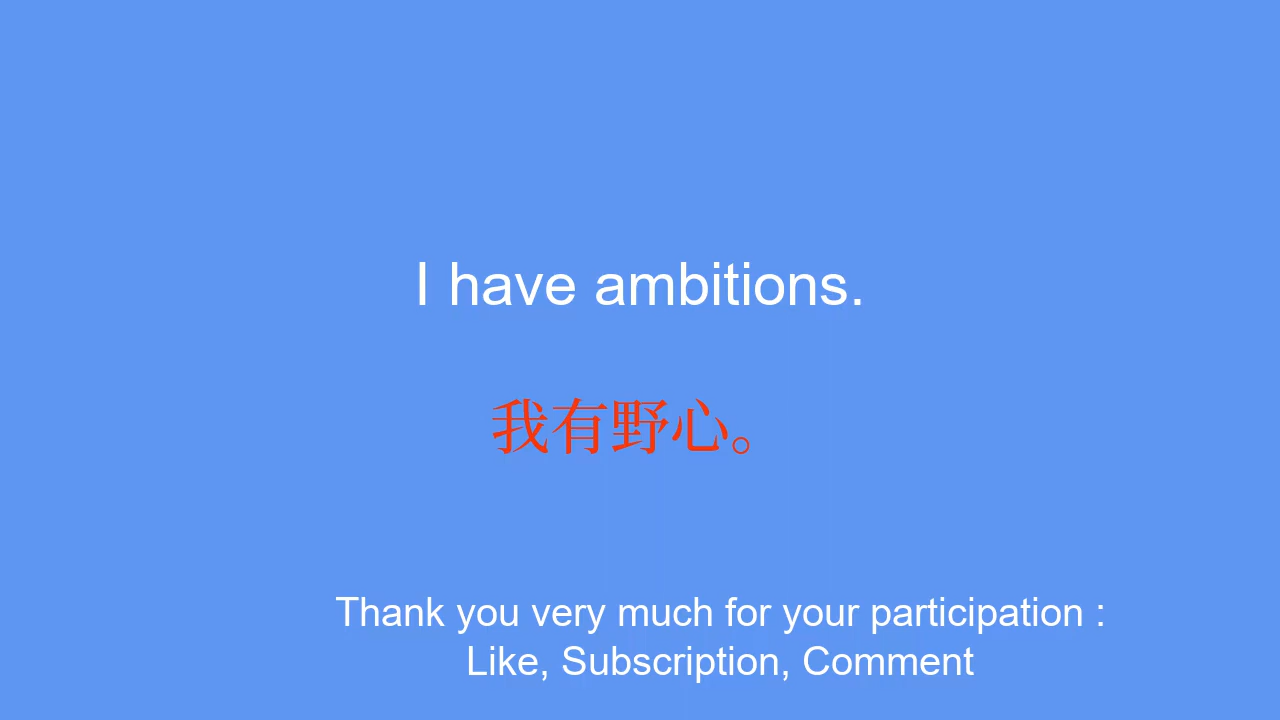 I have ambitions.
我有野心。
Thank you very much for your participation :
Like, Subscription, Comment